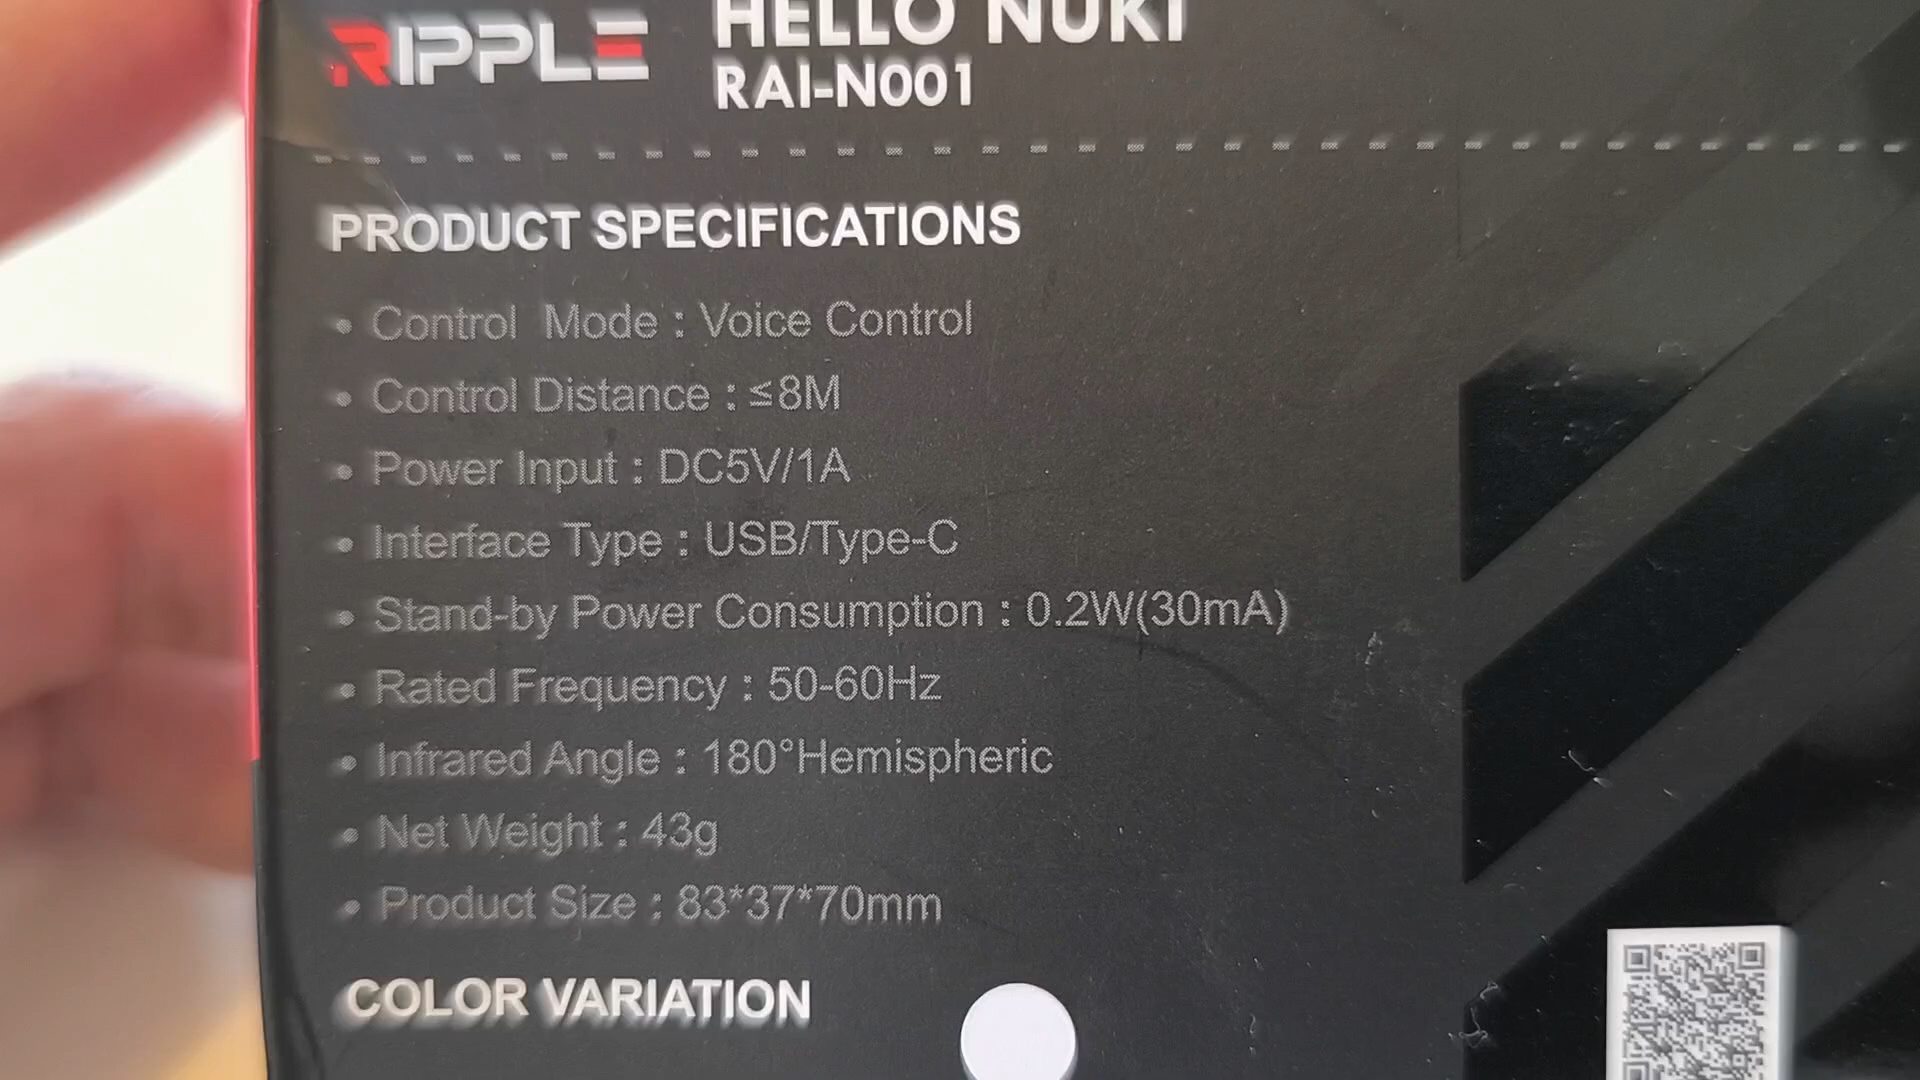 RIPPLE
HELLO NUKI
RAI-N001
PRODUCT SPECIFICATIONS
• Control Mode : Voice Control
• Control Distance : ≤8M
• Power Input : DC5V/1A
• Interface Type : USB/Type-C
• Stand-by Power Consumption : 0.2W(30mA)
• Rated Frequency : 50-60Hz
• Infrared Angle : 180°Hemispheric
• Net Weight : 43g
• Product Size : 83*37*70mm
COLOR VARIATION